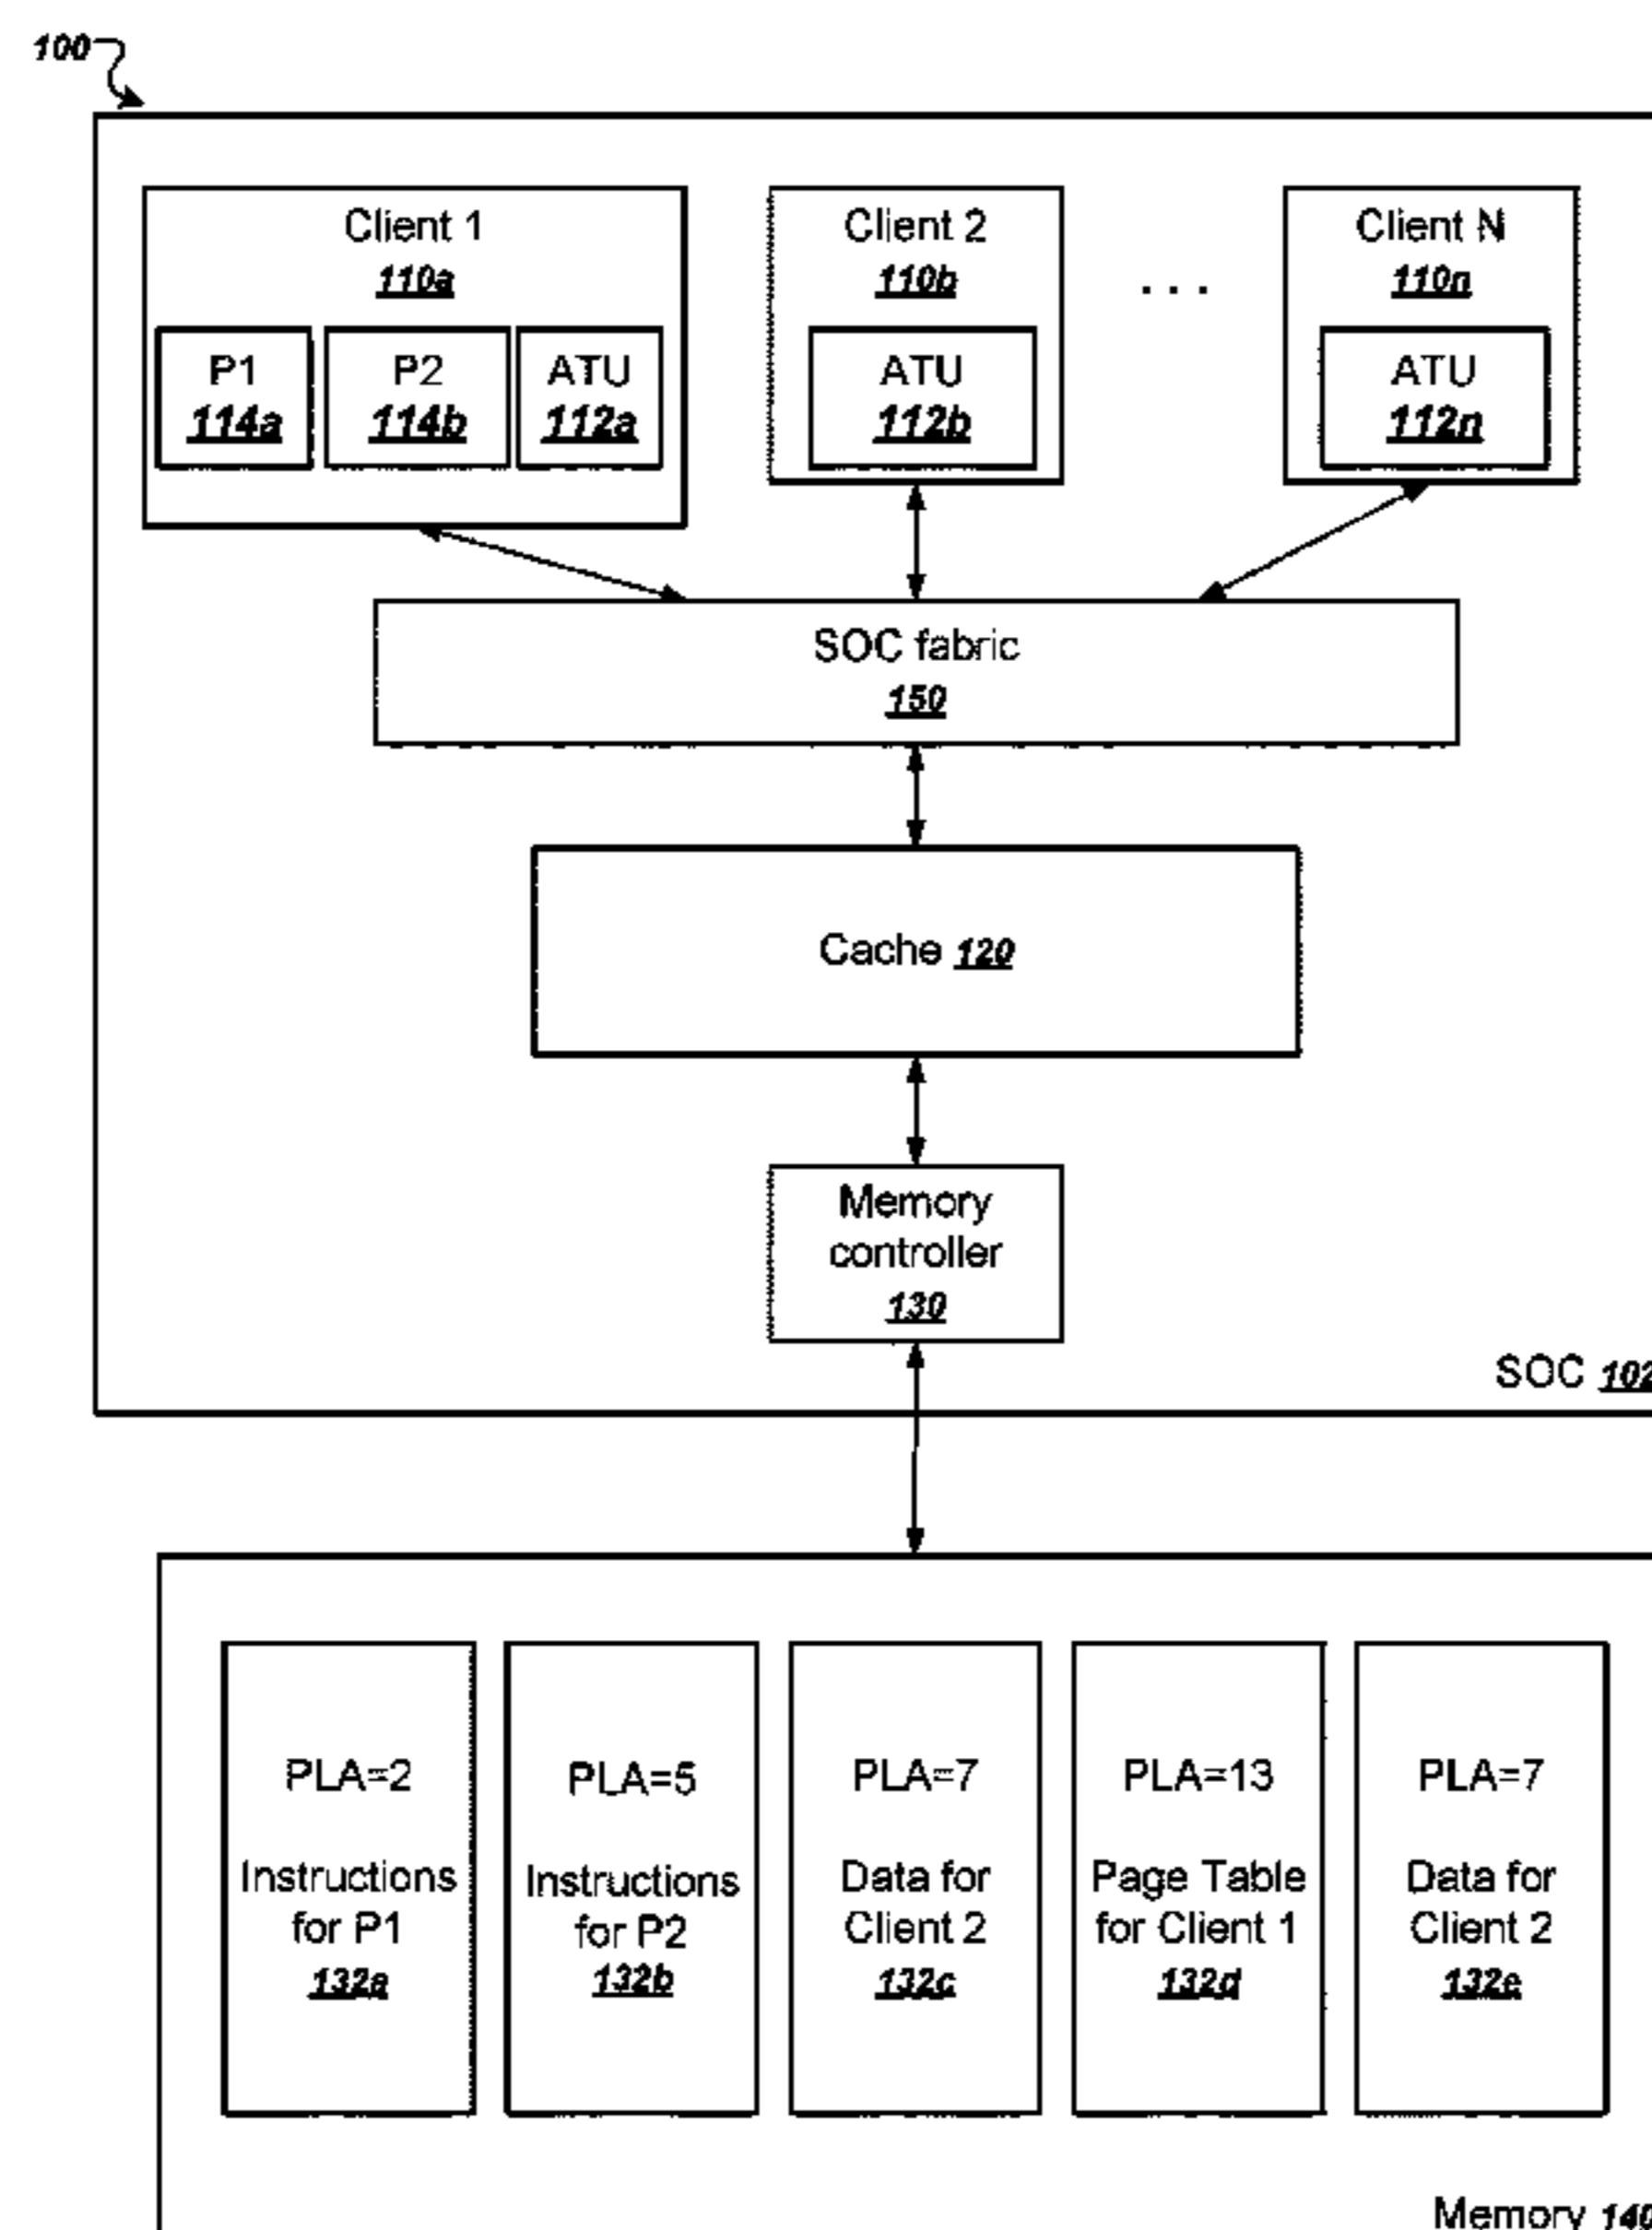 100
Client 1
110a
P1
114a
P2
114b
ATU
112a
Client 2
110b
ATU
112b
. . .
Client N
110n
ATU
112n
SOC fabric
150
Cache 120
Memory
controller
130
SOC 102
PLA=2
Instructions
for P1
132a
PLA=5
Instructions
for P2
132b
PLA=7
Data for
Client 2
132c
PLA=13
Page Table
for Client 1
132d
PLA=7
Data for
Client 2
132e
Memory 140